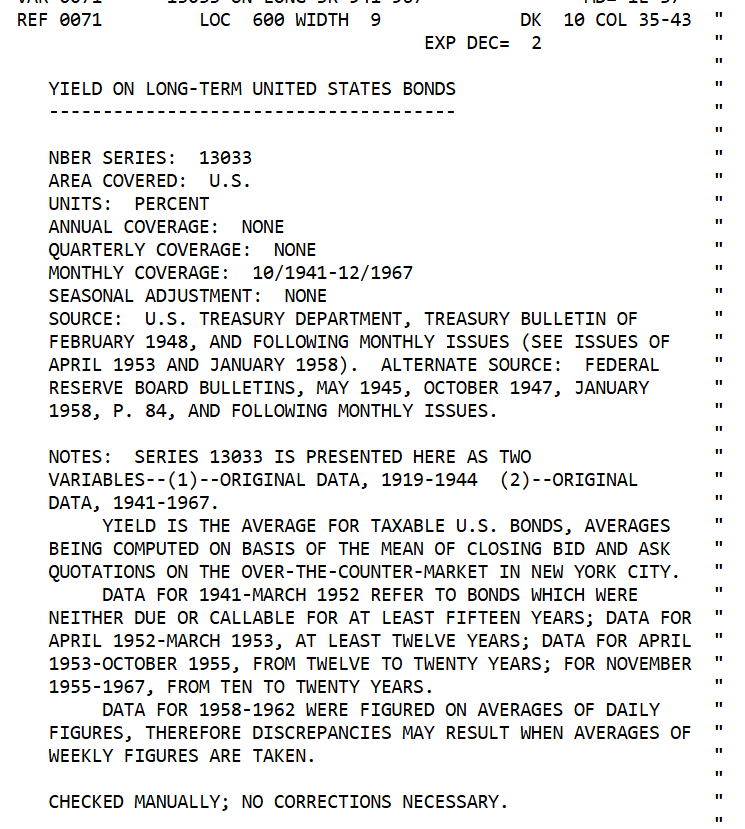 REF 0071 LOC 600 WIDTH 9 DK 10 COL 35-43 "
EXP DEC= 2 "
"
YIELD ON LONG-TERM UNITED STATES BONDS "
-------------------------------------- "
"
NBER SERIES: 13033 "
AREA COVERED: U.S. "
UNITS: PERCENT "
ANNUAL COVERAGE: NONE "
QUARTERLY COVERAGE: NONE "
MONTHLY COVERAGE: 10/1941-12/1967 "
SEASONAL ADJUSTMENT: NONE "
SOURCE: U.S. TREASURY DEPARTMENT, TREASURY BULLETIN OF "
FEBRUARY 1948, AND FOLLOWING MONTHLY ISSUES (SEE ISSUES OF "
APRIL 1953 AND JANUARY 1958). ALTERNATE SOURCE: FEDERAL "
RESERVE BOARD BULLETINS, MAY 1945, OCTOBER 1947, JANUARY "
1958, P. 84, AND FOLLOWING MONTHLY ISSUES. "
"
NOTES: SERIES 13033 IS PRESENTED HERE AS TWO "
VARIABLES--(1)--ORIGINAL DATA, 1919-1944 (2)--ORIGINAL "
DATA, 1941-1967. "
YIELD IS THE AVERAGE FOR TAXABLE U.S. BONDS, AVERAGES "
BEING COMPUTED ON BASIS OF THE MEAN OF CLOSING BID AND ASK "
QUOTATIONS ON THE OVER-THE-COUNTER-MARKET IN NEW YORK CITY. "
DATA FOR 1941-MARCH 1952 REFER TO BONDS WHICH WERE "
NEITHER DUE OR CALLABLE FOR AT LEAST FIFTEEN YEARS; DATA FOR "
APRIL 1952-MARCH 1953, AT LEAST TWELVE YEARS; DATA FOR APRIL "
1953-OCTOBER 1955, FROM TWELVE TO TWENTY YEARS; FOR NOVEMBER "
1955-1967, FROM TEN TO TWENTY YEARS. "
DATA FOR 1958-1962 WERE FIGURED ON AVERAGES OF DAILY "
FIGURES, THEREFORE DISCREPANCIES MAY RESULT WHEN AVERAGES OF "
WEEKLY FIGURES ARE TAKEN. "
"
CHECKED MANUALLY; NO CORRECTIONS NECESSARY. "
"